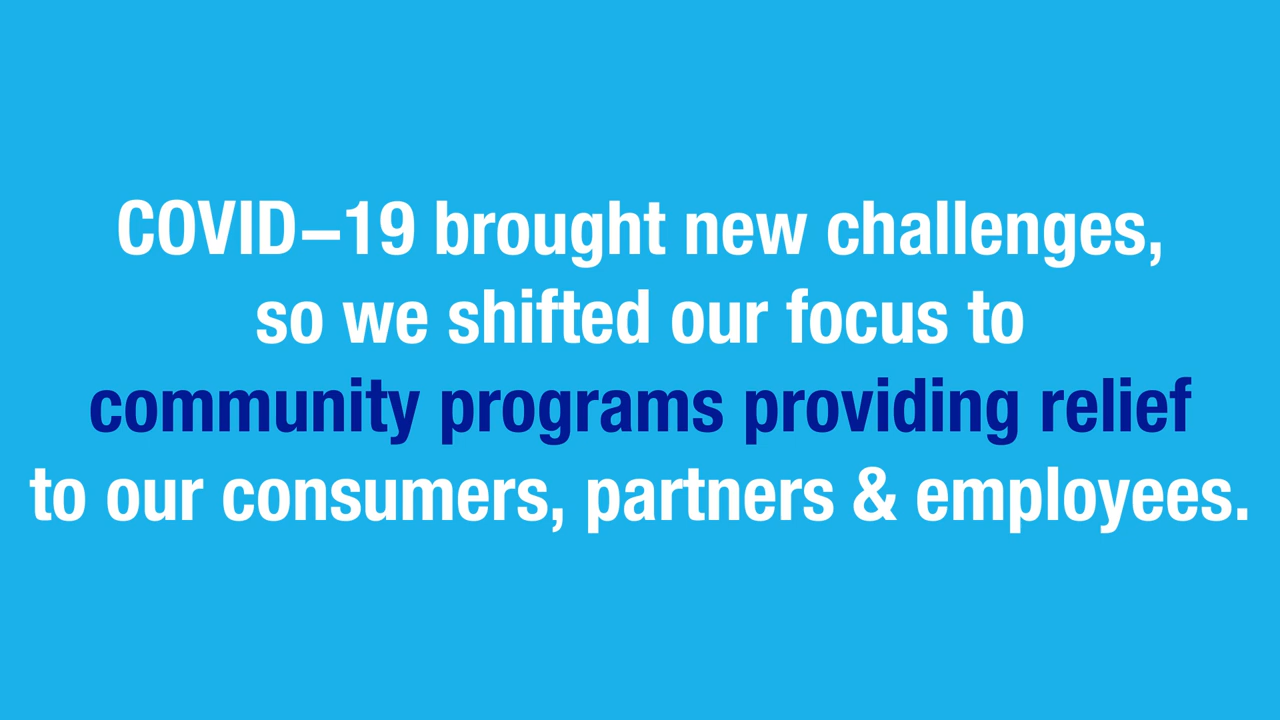 COVID–19 brought new challenges,
so we shifted our focus to
community programs providing relief
to our consumers, partners & employees.